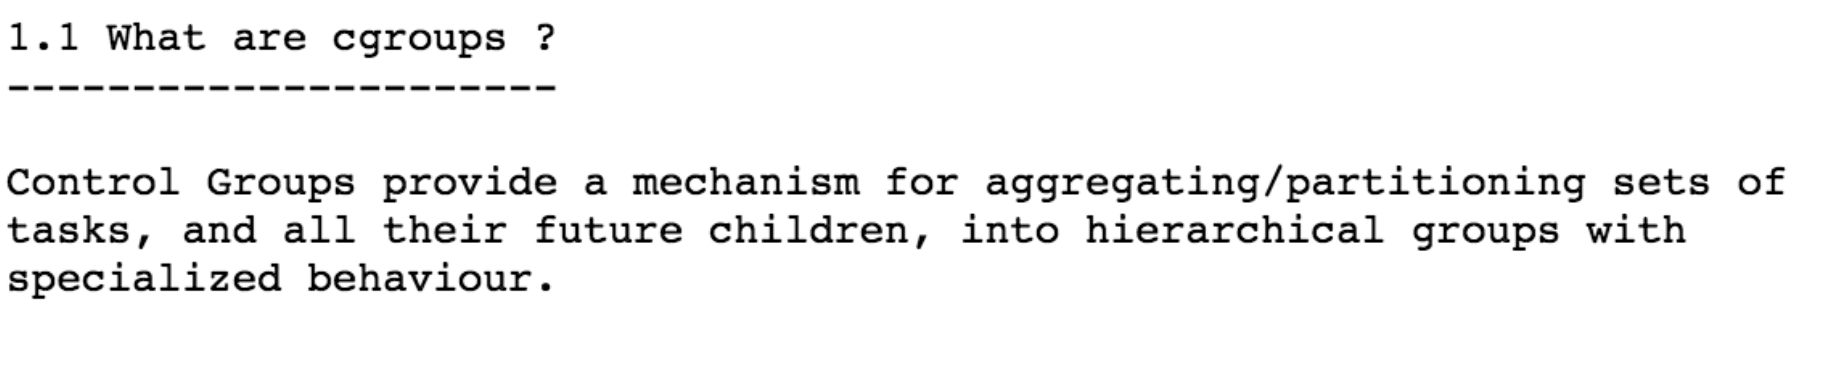 1.1 What are cgroups ?
----------------------
Control Groups provide a mechanism for aggregating/partitioning sets of
tasks, and all their future children, into hierarchical groups with
specialized behaviour.